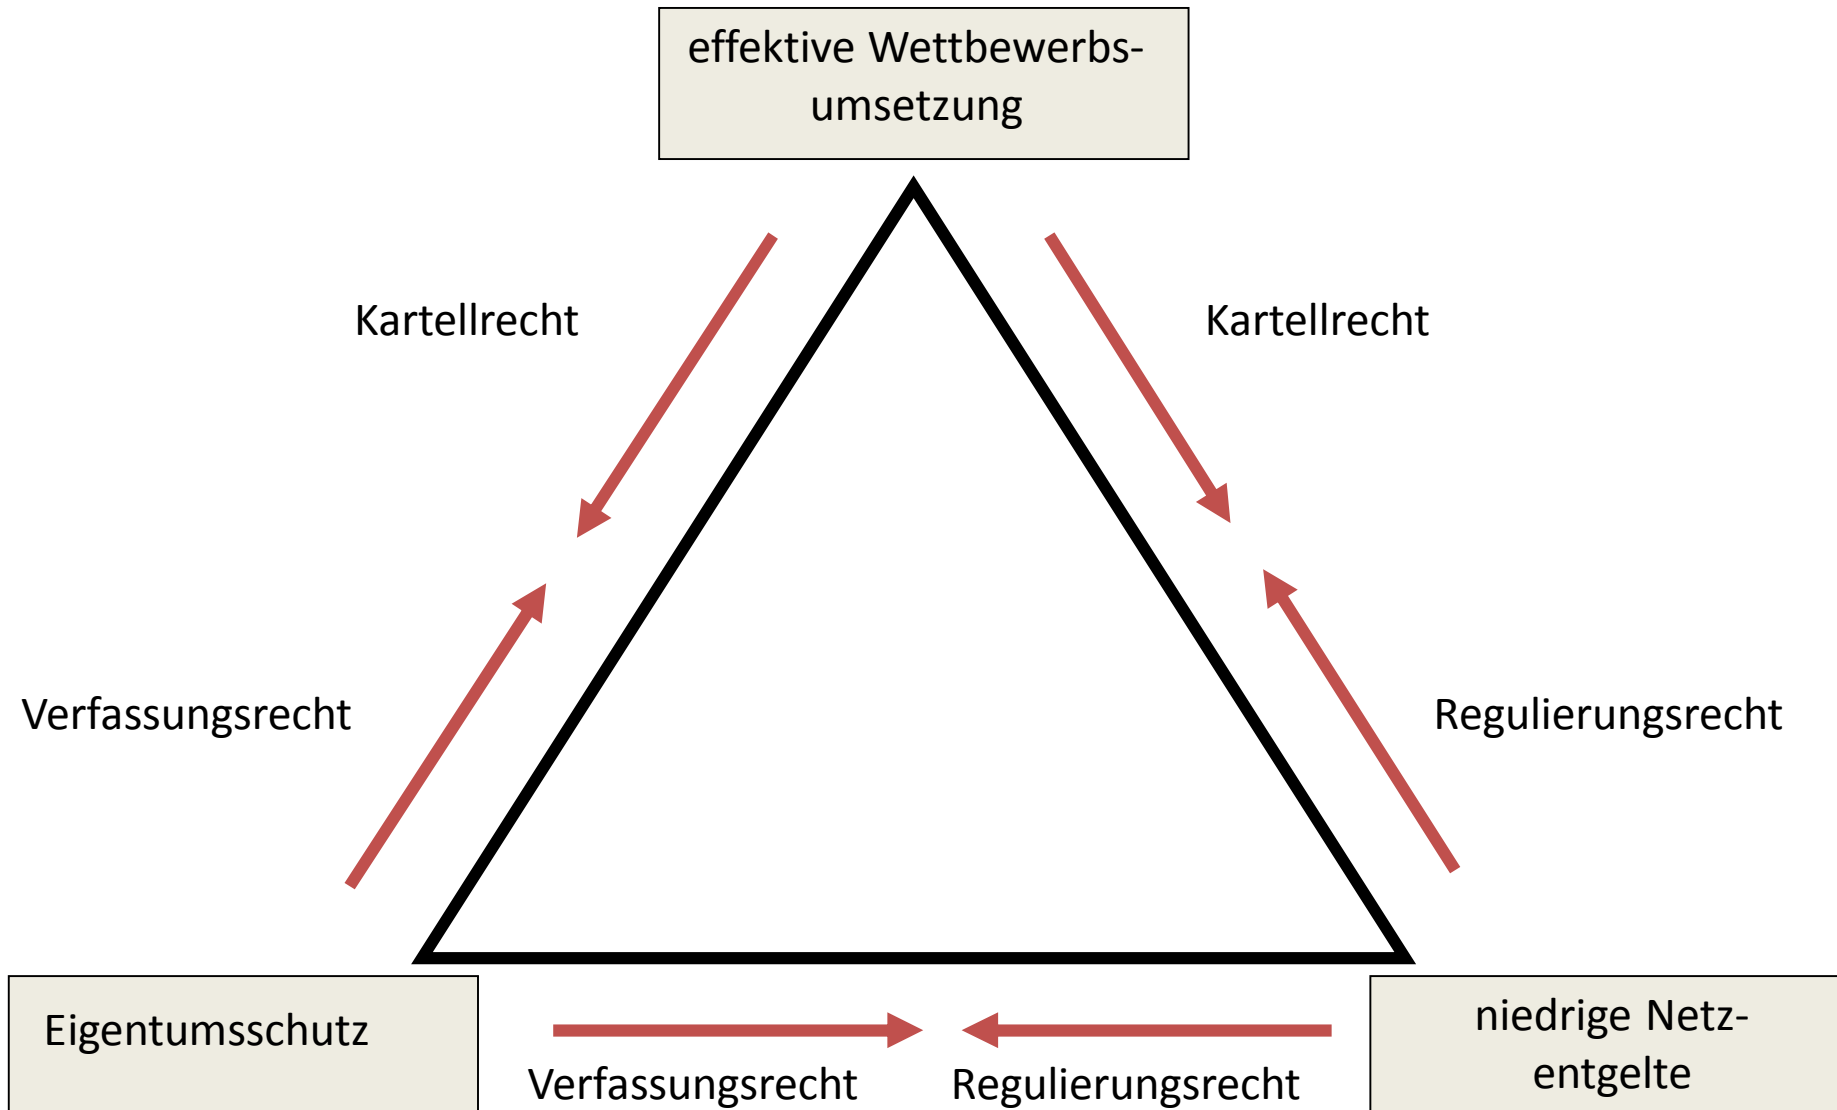 effektive Wettbewerbs-
umsetzung
Kartellrecht
Kartellrecht
Verfassungsrecht
Regulierungsrecht
Eigentumsschutz
niedrige Netz-
entgelte
Verfassungsrecht
Regulierungsrecht